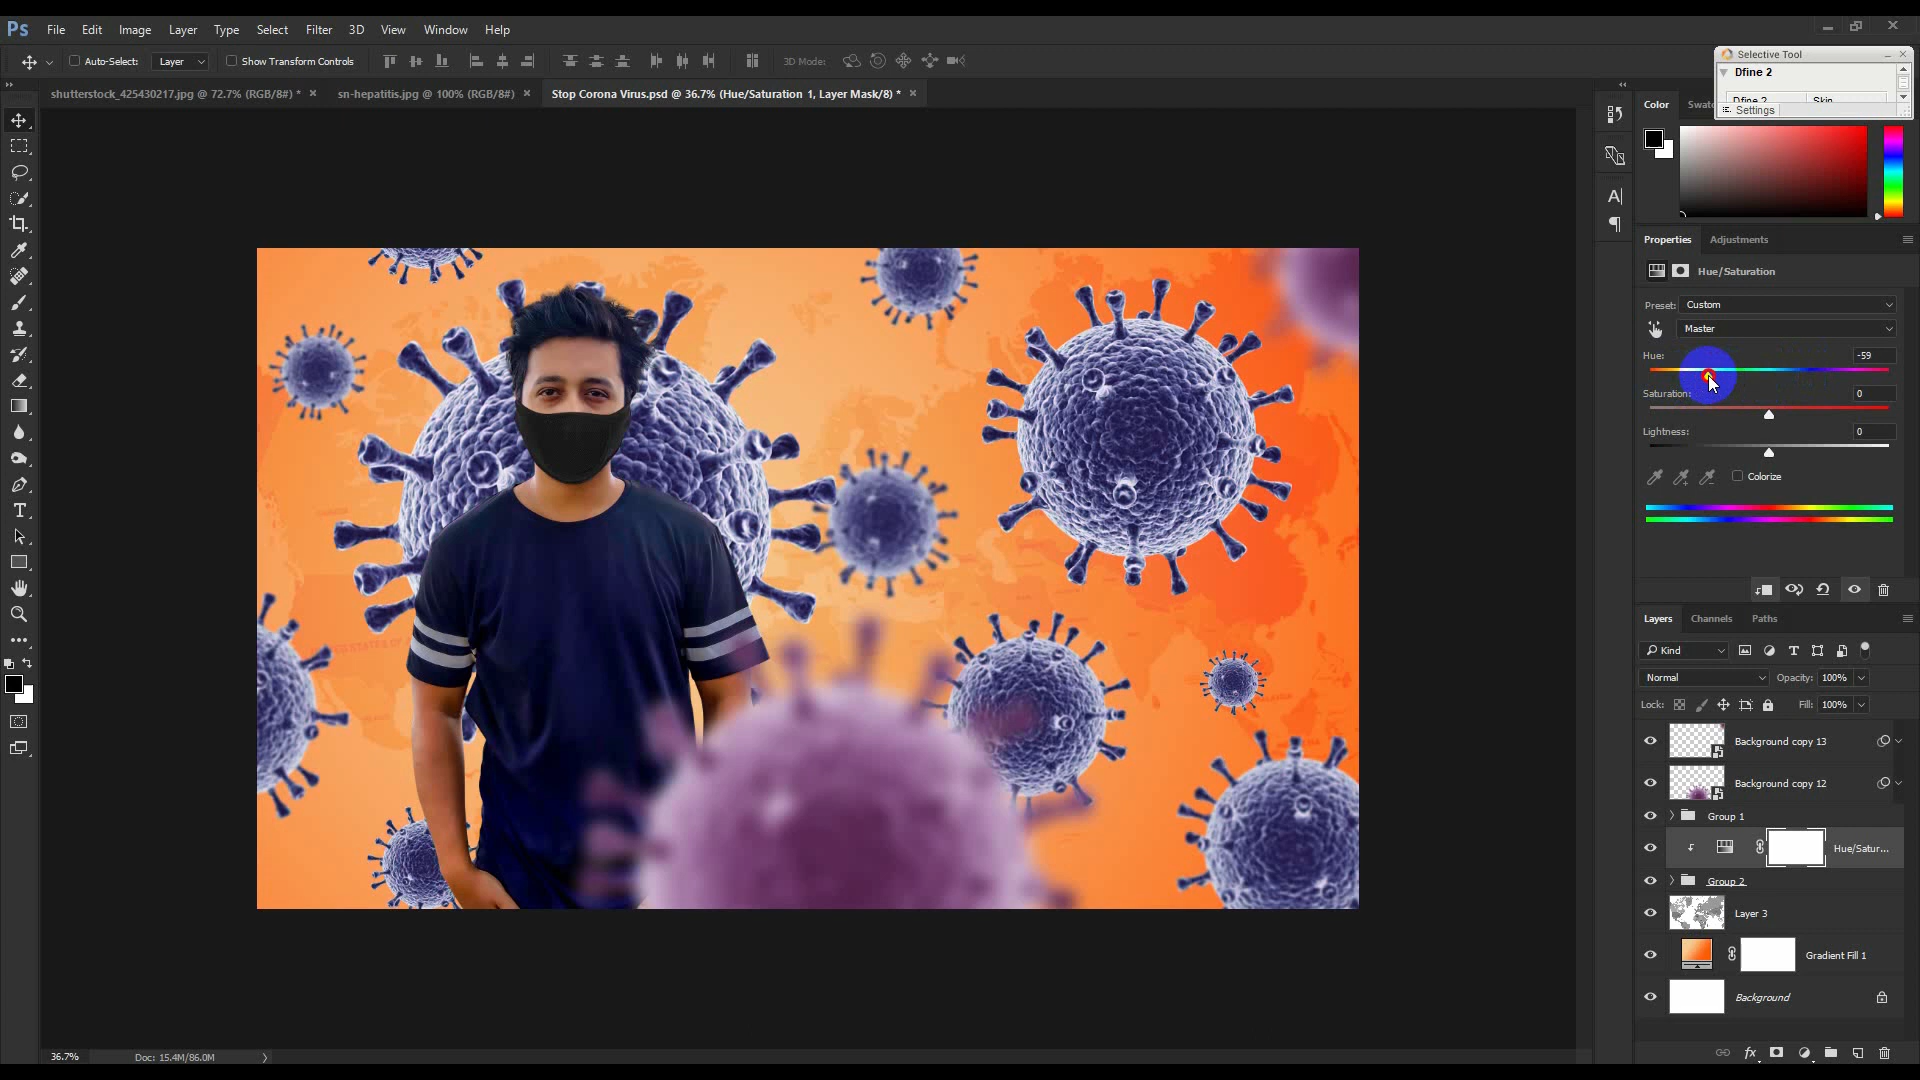 Ps File Edit Image Layer Type Select Filter 3D View Window Help
Auto-Select: Layer Show Transform Controls 3D Mode:
Selective Tool
Dfine 2
Dfine 2 Skin
Settings
shutterstock_425430217.jpg @ 72.7% (RGB/8#) * × sn-hepatitis.jpg @ 100% (RGB/8#) × Stop Corona Virus.psd @ 36.7% (Hue/Saturation 1, Layer Mask/8) * ×
Color
Properties Adjustments
Hue/Saturation
Preset: Custom
Master
Hue: -59
Saturation: 0
Lightness: 0
Colorize
Layers Channels Paths
Kind
Normal Opacity: 100%
Lock: Fill: 100%
Background copy 13
Background copy 12
Group 1
Hue/Satur...
Group 2
Layer 3
Gradient Fill 1
Background
36.7% Doc: 15.4M/86.0M